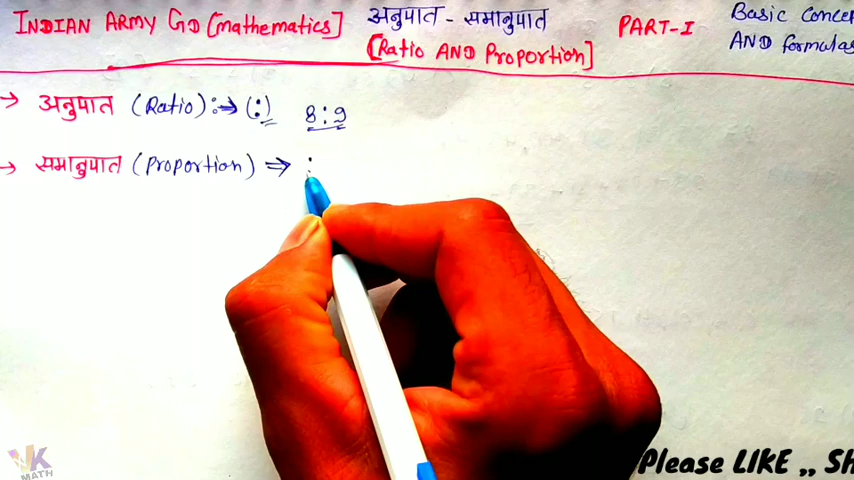 INDIAN ARMY GD [mathematics] अनुपात - समानुपात PART-I Basic Concep
[Ratio AND Proportion] AND formulas
→ अनुपात (Ratio) :→ (:) 8:9
→ समानुपात (Proportion) ⇒ :
Please LIKE ,, SH
VK
MATH